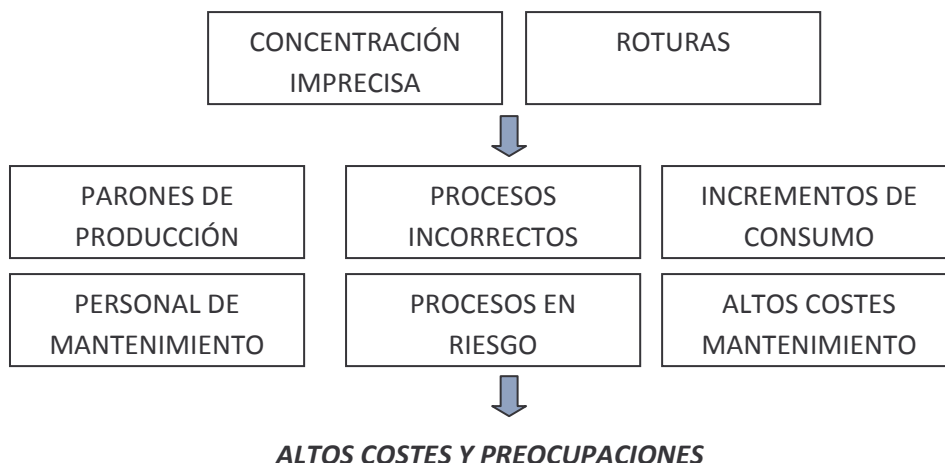 CONCENTRACIÓN
IMPRECISA
ROTURAS
PARONES DE
PRODUCCIÓN
PROCESOS
INCORRECTOS
INCREMENTOS DE
CONSUMO
PERSONAL DE
MANTENIMIENTO
PROCESOS EN
RIESGO
ALTOS COSTES
MANTENIMIENTO
ALTOS COSTES Y PREOCUPACIONES